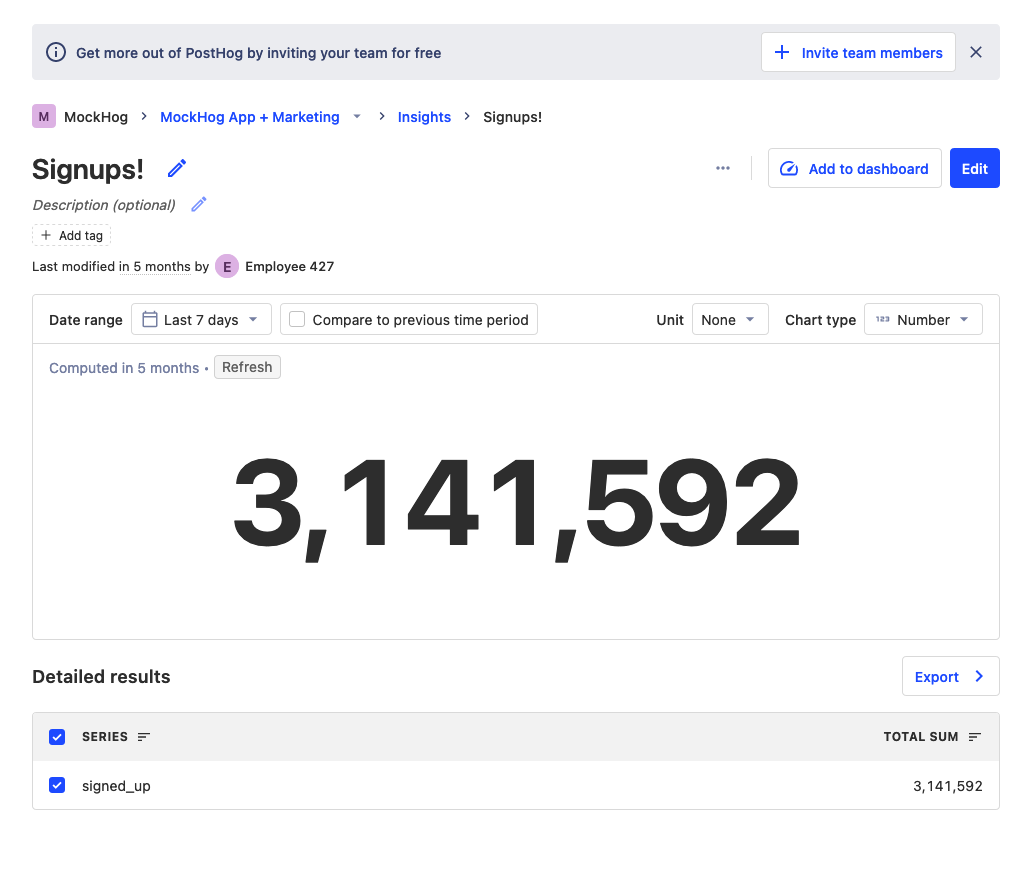 Get more out of PostHog by inviting your team for free
Invite team members
M MockHog > MockHog App + Marketing > Insights > Signups!
Signups!
Add to dashboard
Edit
Description (optional)
+ Add tag
Last modified in 5 months by E Employee 427
Date range Last 7 days Compare to previous time period Unit None Chart type 123 Number
Computed in 5 months • Refresh
3,141,592
Detailed results
Export
SERIES TOTAL SUM
signed_up 3,141,592